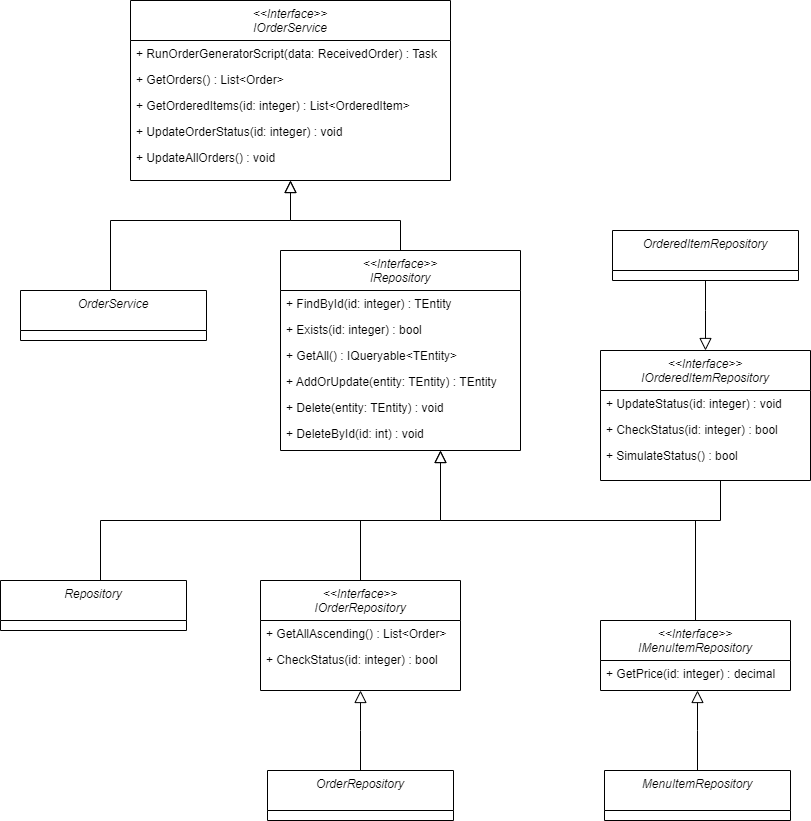 <<Interface>>
IOrderService
+ RunOrderGeneratorScript(data: ReceivedOrder) : Task
+ GetOrders() : List<Order>
+ GetOrderedItems(id: integer) : List<OrderedItem>
+ UpdateOrderStatus(id: integer) : void
+ UpdateAllOrders() : void
OrderService
<<Interface>>
IRepository
+ FindById(id: integer) : TEntity
+ Exists(id: integer) : bool
+ GetAll() : IQueryable<TEntity>
+ AddOrUpdate(entity: TEntity) : TEntity
+ Delete(entity: TEntity) : void
+ DeleteById(id: int) : void
OrderedItemRepository
<<Interface>>
IOrderedItemRepository
+ UpdateStatus(id: integer) : void
+ CheckStatus(id: integer) : bool
+ SimulateStatus() : bool
Repository
<<Interface>>
IOrderRepository
+ GetAllAscending() : List<Order>
+ CheckStatus(id: integer) : bool
<<Interface>>
IMenuItemRepository
+ GetPrice(id: integer) : decimal
OrderRepository
MenuItemRepository